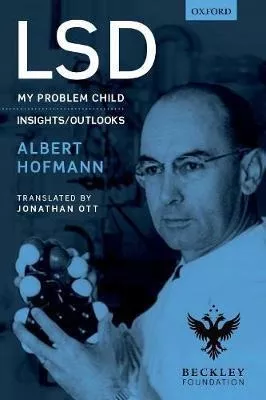 OXFORD
LSD
MY PROBLEM CHILD
INSIGHTS/OUTLOOKS
ALBERT
HOFMANN
TRANSLATED BY
JONATHAN OTT
BECKLEY
FOUNDATION